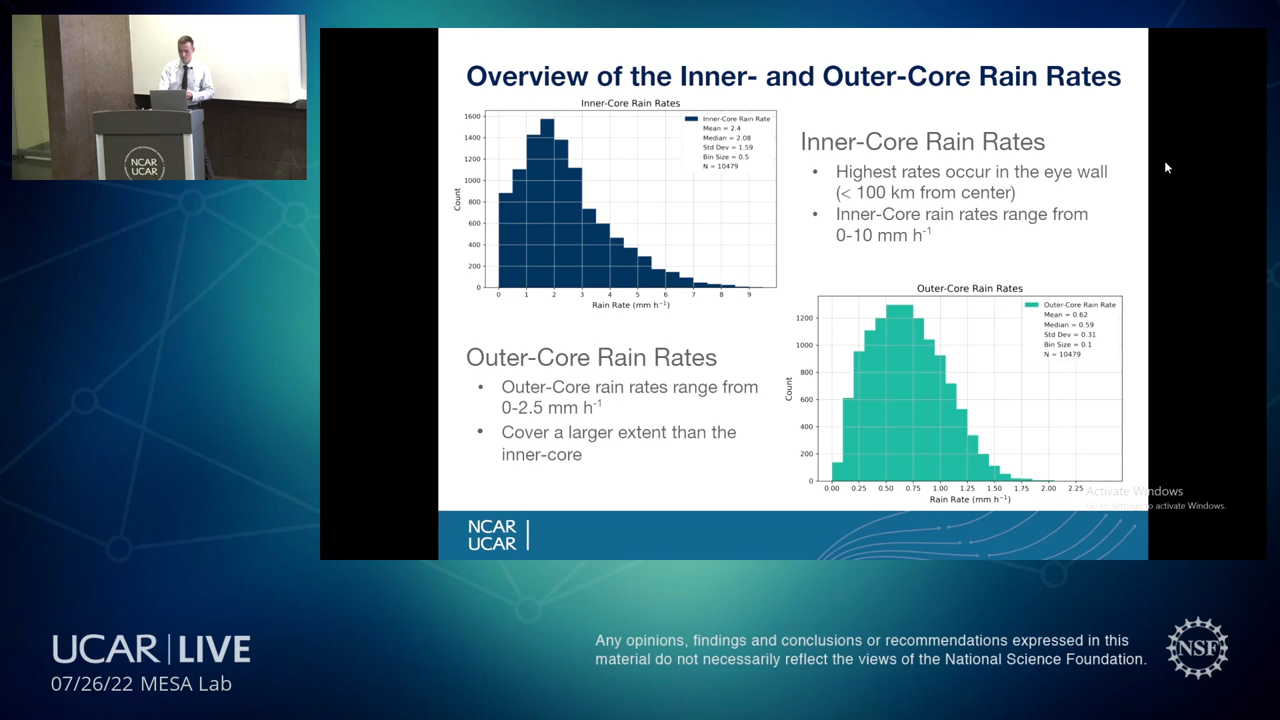 NCAR
UCAR
Overview of the Inner- and Outer-Core Rain Rates
Inner-Core Rain Rates
1600
1400
1200
1000
800
600
400
200
0
Count
Inner-Core Rain Rate
Mean = 2.4
Median = 2.08
Std Dev = 1.59
Bin Size = 0.5
N = 10479
0 1 2 3 4 5 6 7 8 9
Rain Rate (mm h⁻¹)
Inner-Core Rain Rates
• Highest rates occur in the eye wall
(< 100 km from center)
• Inner-Core rain rates range from
0-10 mm h⁻¹
Outer-Core Rain Rates
• Outer-Core rain rates range from
0-2.5 mm h⁻¹
• Cover a larger extent than the
inner-core
Outer-Core Rain Rates
1200
1000
800
600
400
200
0
Count
Outer-Core Rain Rate
Mean = 0.62
Median = 0.59
Std Dev = 0.31
Bin Size = 0.1
N = 10479
0.00 0.25 0.50 0.75 1.00 1.25 1.50 1.75 2.00 2.25
Rain Rate (mm h⁻¹)
Activate Windows
Go to Settings to activate Windows.
NCAR
UCAR
UCAR | LIVE
07/26/22 MESA Lab
Any opinions, findings and conclusions or recommendations expressed in this
material do not necessarily reflect the views of the National Science Foundation.
NSF